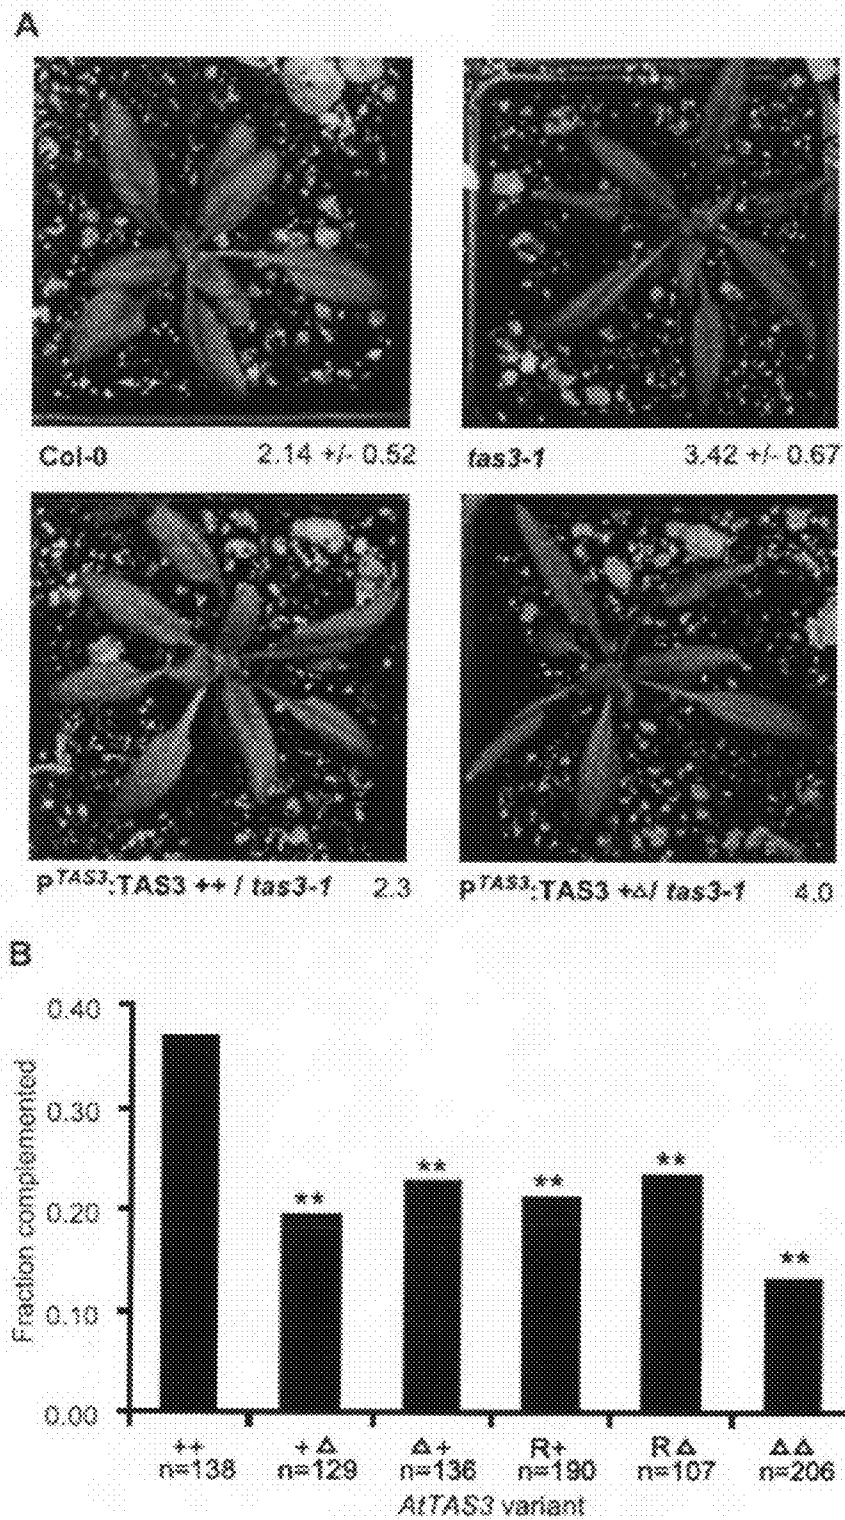 A
Col-0 2.14 +/- 0.52
tas3-1 3.42 +/- 0.67
pTAS3:TAS3 ++ / tas3-1 2.3
pTAS3:TAS3 +Δ/ tas3-1 4.0
B
Fraction complemented
0.40
0.30
0.20
0.10
0.00
**
**
**
**
**
++ +Δ Δ+ R+ RΔ ΔΔ
n=138 n=129 n=136 n=190 n=107 n=206
AtTAS3 variant